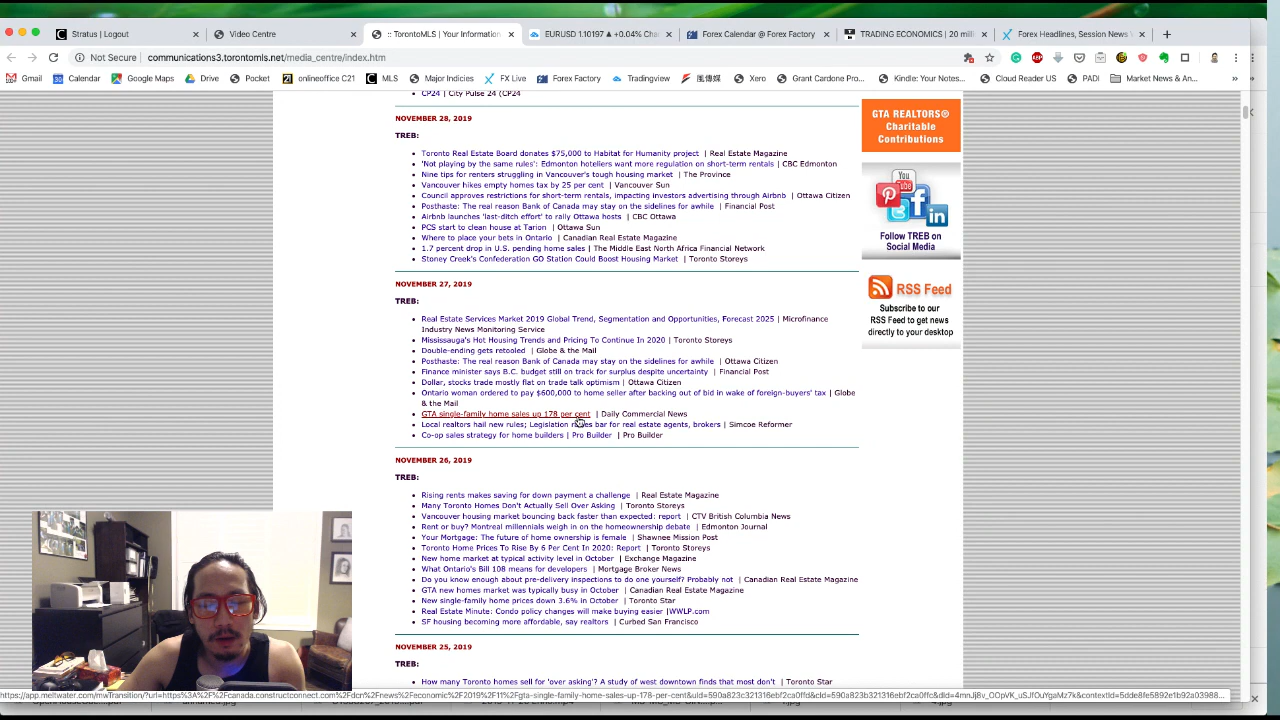 Stratus | Logout
Video Centre
:: TorontoMLS | Your Information
EURUSD 1.10197 ▲ +0.04%
Forex Calendar @ Forex Factory
TRADING ECONOMICS | 20 mil
Forex Headlines, Session News
Not Secure | communications3.torontomls.net/media_centre/index.htm
Gmail
Calendar
Google Maps
Drive
Pocket
onlineoffice C21
MLS
Major Indicies
FX Live
Forex Factory
Tradingview
風傳媒
Xero
Grant Cardone Pro...
Kindle: Your Notes...
Cloud Reader US
PADI
Market News & An...
CP24 | City Pulse 24 (CP24
NOVEMBER 28, 2019
TREB:
Toronto Real Estate Board donates $75,000 to Habitat for Humanity project | Real Estate Magazine
'Not playing by the same rules': Edmonton hoteliers want more regulation on short-term rentals | CBC Edmonton
Nine tips for renters struggling in Vancouver's tough housing market | The Province
Vancouver hikes empty homes tax by 25 per cent | Vancouver Sun
Council approves restrictions for short-term rentals, impacting investors advertising through Airbnb | Ottawa Citizen
Posthaste: The real reason Bank of Canada may stay on the sidelines for awhile | Financial Post
Airbnb launches 'last-ditch effort' to rally Ottawa hosts | CBC Ottawa
PCS start to clean house at Tarion | Ottawa Sun
Where to place your bets in Ontario | Canadian Real Estate Magazine
1.7 percent drop in U.S. pending home sales | The Middle East North Africa Financial Network
Stoney Creek's Confederation GO Station Could Boost Housing Market | Toronto Storeys
NOVEMBER 27, 2019
TREB:
Real Estate Services Market 2019 Global Trend, Segmentation and Opportunities, Forecast 2025 | Microfinance
Industry News Monitoring Service
Mississauga's Hot Housing Trends and Pricing To Continue In 2020 | Toronto Storeys
Double-ending gets retooled | Globe & the Mail
Posthaste: The real reason Bank of Canada may stay on the sidelines for awhile | Ottawa Citizen
Finance minister says B.C. budget still on track for surplus despite uncertainty | Financial Post
Dollar, stocks trade mostly flat on trade talk optimism | Ottawa Citizen
Ontario woman ordered to pay $600,000 to home seller after backing out of bid in wake of foreign-buyers' tax | Globe
& the Mail
GTA single-family home sales up 178 per cent | Daily Commercial News
Local realtors hail new rules; Legislation bar for real estate agents, brokers | Simcoe Reformer
Co-op sales strategy for home builders | Pro Builder | Pro Builder
NOVEMBER 26, 2019
TREB:
Rising rents makes saving for down payment a challenge | Real Estate Magazine
Many Toronto Homes Don't Actually Sell Over Asking | Toronto Storeys
Vancouver housing market bouncing back faster than expected: report | CTV British Columbia News
Rent or buy? Montreal millennials weigh in on the homeownership debate | Edmonton Journal
Your Mortgage: The future of home ownership is female | Shawnee Mission Post
Toronto Home Prices To Rise By 6 Per Cent In 2020: Report | Toronto Storeys
New home market at typical activity level in October | Exchange Magazine
What Ontario's Bill 108 means for developers | Mortgage Broker News
Do you know enough about pre-delivery inspections to do one yourself? Probably not | Canadian Real Estate Magazine
GTA new homes market was typically busy in October | Canadian Real Estate Magazine
New single-family home prices down 3.6% in October | Toronto Star
Real Estate Minute: Condo policy changes will make buying easier |WWLP.com
SF housing becoming more affordable, say realtors | Curbed San Francisco
NOVEMBER 25, 2019
TREB:
How many Toronto homes sell for 'over asking'? A study of west downtown finds that most don't | Toronto Star
GTA REALTORS®
Charitable
Contributions
You
Tube
Follow TREB on
Social Media
RSS Feed
Subscribe to our
RSS Feed to get news
directly to your desktop